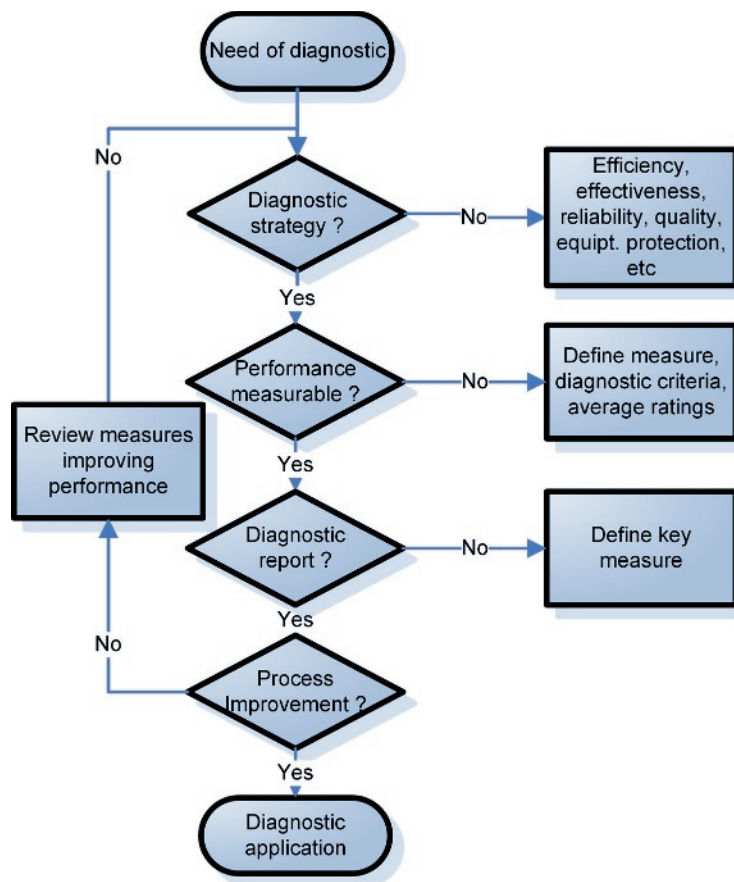 Need of diagnostic
No
Diagnostic
strategy ?
No
Efficiency,
effectiveness,
reliability, quality,
equipt. protection,
etc
Yes
Performance
measurable ?
No
Define measure,
diagnostic criteria,
average ratings
Review measures
improving
performance
Yes
Diagnostic
report ?
No
Define key
measure
Yes
No
Process
Improvement ?
Yes
Diagnostic
application